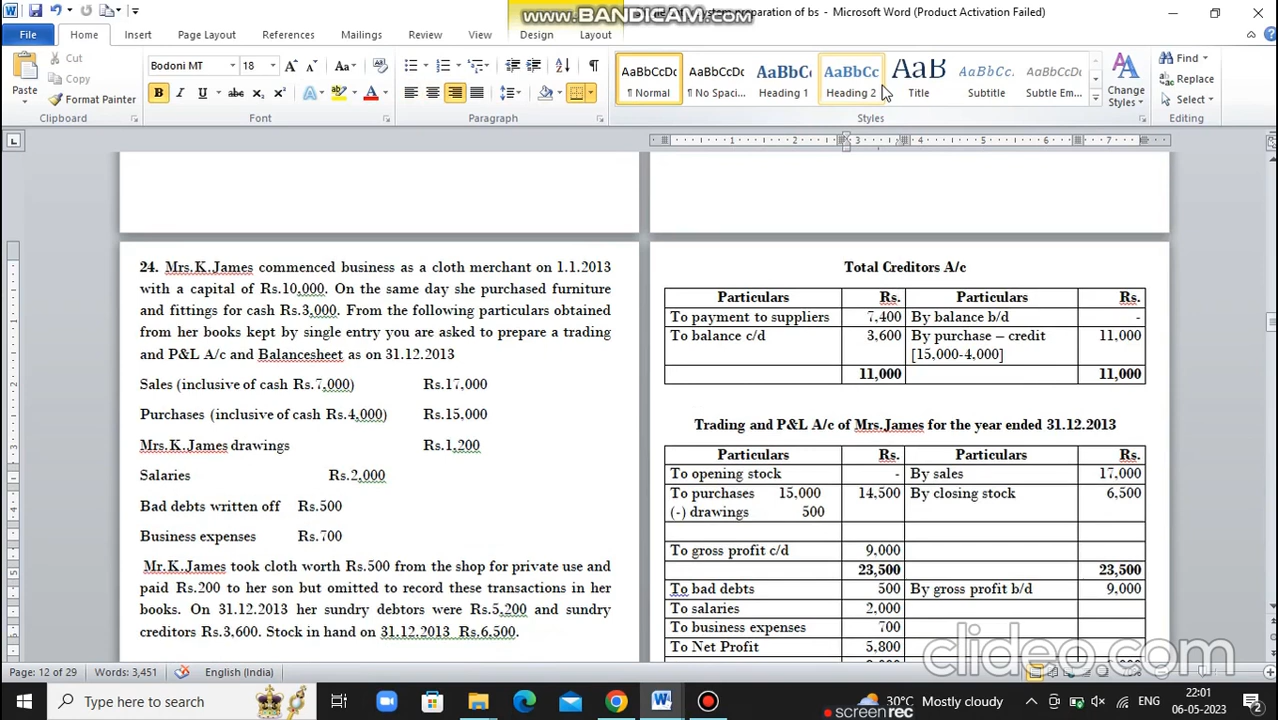 www.BANDICAM.com
preparation of bs - Microsoft Word (Product Activation Failed)
File Home Insert Page Layout References Mailings Review View Design Layout
Cut
Copy
Format Painter
Paste
Clipboard
Bodoni MT 18
Font
Paragraph
AaBbCcDc AaBbCcDc AaBbC AaBbCc AaB AaBbCc. AaBbCcDc
¶ Normal ¶ No Spaci... Heading 1 Heading 2 Title Subtitle Subtle Em...
Styles
Change Styles
Find
Replace
Select
Editing
24. Mrs.K.James commenced business as a cloth merchant on 1.1.2013
with a capital of Rs.10,000. On the same day she purchased furniture
and fittings for cash Rs.3,000. From the following particulars obtained
from her books kept by single entry you are asked to prepare a trading
and P&L A/c and Balancesheet as on 31.12.2013
Sales (inclusive of cash Rs.7,000) Rs.17,000
Purchases (inclusive of cash Rs.4,000) Rs.15,000
Mrs.K.James drawings Rs.1,200
Salaries Rs.2,000
Bad debts written off Rs.500
Business expenses Rs.700
Mr.K.James took cloth worth Rs.500 from the shop for private use and
paid Rs.200 to her son but omitted to record these transactions in her
books. On 31.12.2013 her sundry debtors were Rs.5,200 and sundry
creditors Rs.3,600. Stock in hand on 31.12.2013 Rs.6,500.
Total Creditors A/c
Particulars Rs. Particulars Rs.
To payment to suppliers 7,400 By balance b/d -
To balance c/d 3,600 By purchase – credit 11,000
[15,000-4,000]
11,000 11,000
Trading and P&L A/c of Mrs.James for the year ended 31.12.2013
Particulars Rs. Particulars Rs.
To opening stock - By sales 17,000
To purchases 15,000 14,500 By closing stock 6,500
(-) drawings 500
To gross profit c/d 9,000
23,500 23,500
To bad debts 500 By gross profit b/d 9,000
To salaries 2,000
To business expenses 700
To Net Profit 5,800
clideo.com
Page: 12 of 29 Words: 3,451 English (India)
Type here to search
30°C Mostly cloudy
ENG
22:01
06-05-2023
screen rec